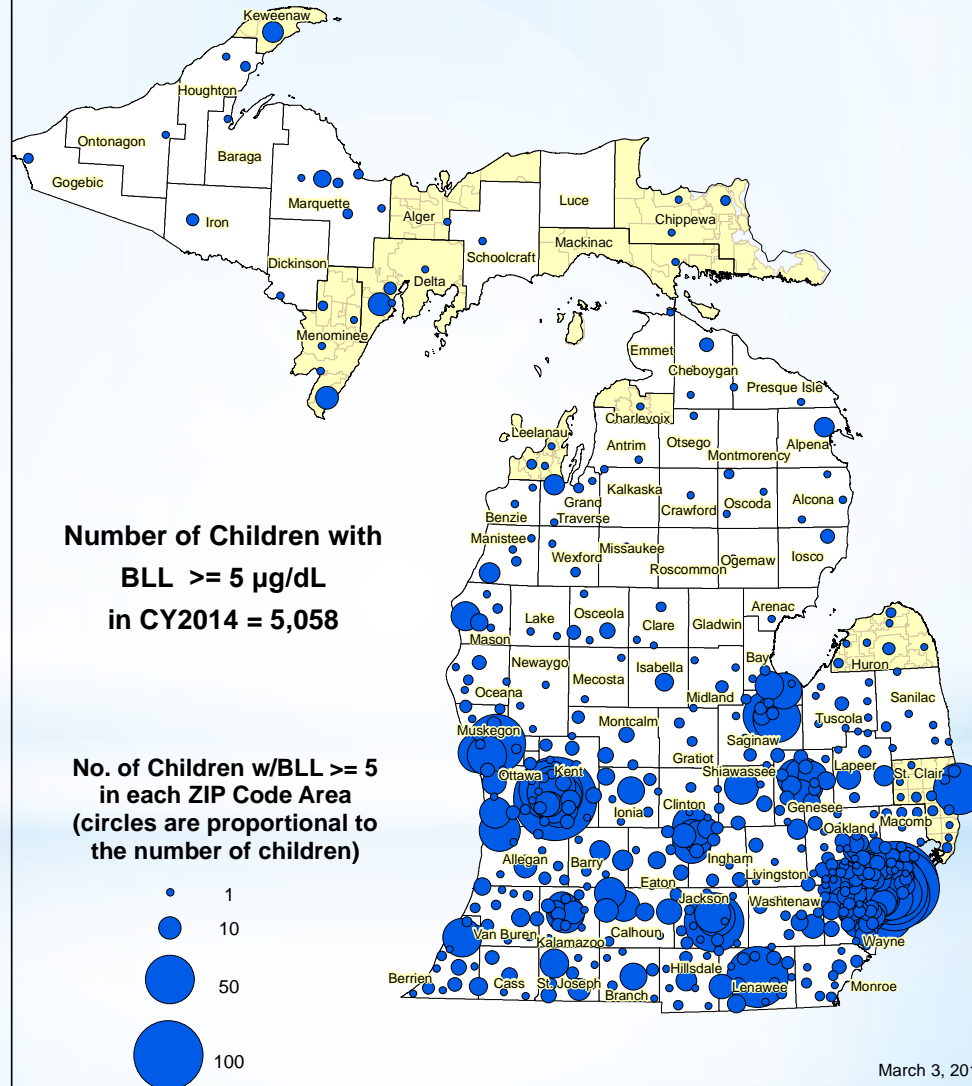 Keweenaw
Houghton
Ontonagon
Baraga
Gogebic
Marquette
Iron
Alger
Luce
Chippewa
Mackinac
Schoolcraft
Dickinson
Delta
Menominee
Emmet
Cheboygan
Presque Isle
Charlevoix
Leelanau
Antrim
Otsego
Montmorency
Alpena
Kalkaska
Grand
Traverse
Crawford
Oscoda
Alcona
Benzie
Manistee
Wexford
Missaukee
Roscommon
Ogemaw
Iosco
Number of Children with
BLL >= 5 µg/dL
in CY2014 = 5,058
Arenac
Mason
Lake
Osceola
Clare
Gladwin
Huron
Bay
Newaygo
Mecosta
Isabella
Midland
Oceana
Sanilac
Tuscola
Montcalm
Muskegon
Saginaw
Gratiot
Shiawassee
Lapeer
St. Clair
Ottawa
Kent
Ionia
Clinton
Genesee
Macomb
Oakland
No. of Children w/BLL >= 5
in each ZIP Code Area
(circles are proportional to
the number of children)
1
10
50
100
Allegan
Barry
Ingham
Eaton
Livingston
Jackson
Washtenaw
Van Buren
Kalamazoo
Calhoun
Wayne
Berrien
Cass
St. Joseph
Branch
Hillsdale
Lenawee
Monroe
March 3, 201